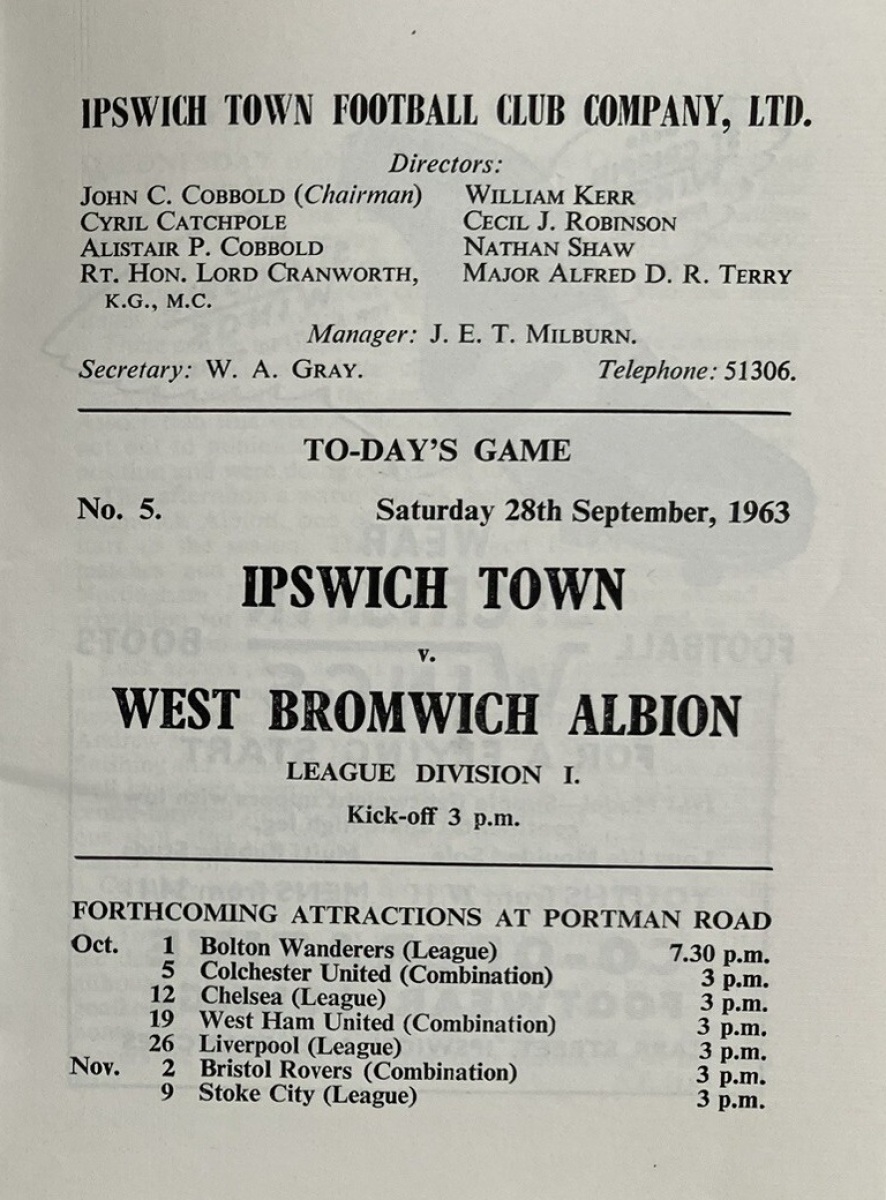 IPSWICH TOWN FOOTBALL CLUB COMPANY, LTD.
Directors:
JOHN C. COBBOLD (Chairman) WILLIAM KERR
CYRIL CATCHPOLE CECIL J. ROBINSON
ALISTAIR P. COBBOLD NATHAN SHAW
RT. HON. LORD CRANWORTH, MAJOR ALFRED D. R. TERRY
K.G., M.C.
Manager: J. E. T. MILBURN.
Secretary: W. A. GRAY. Telephone: 51306.
TO-DAY'S GAME
No. 5. Saturday 28th September, 1963
IPSWICH TOWN
v.
WEST BROMWICH ALBION
LEAGUE DIVISION I.
Kick-off 3 p.m.
FORTHCOMING ATTRACTIONS AT PORTMAN ROAD
Oct. 1 Bolton Wanderers (League) 7.30 p.m.
5 Colchester United (Combination) 3 p.m.
12 Chelsea (League) 3 p.m.
19 West Ham United (Combination) 3 p.m.
26 Liverpool (League) 3 p.m.
Nov. 2 Bristol Rovers (Combination) 3 p.m.
9 Stoke City (League) 3 p.m.